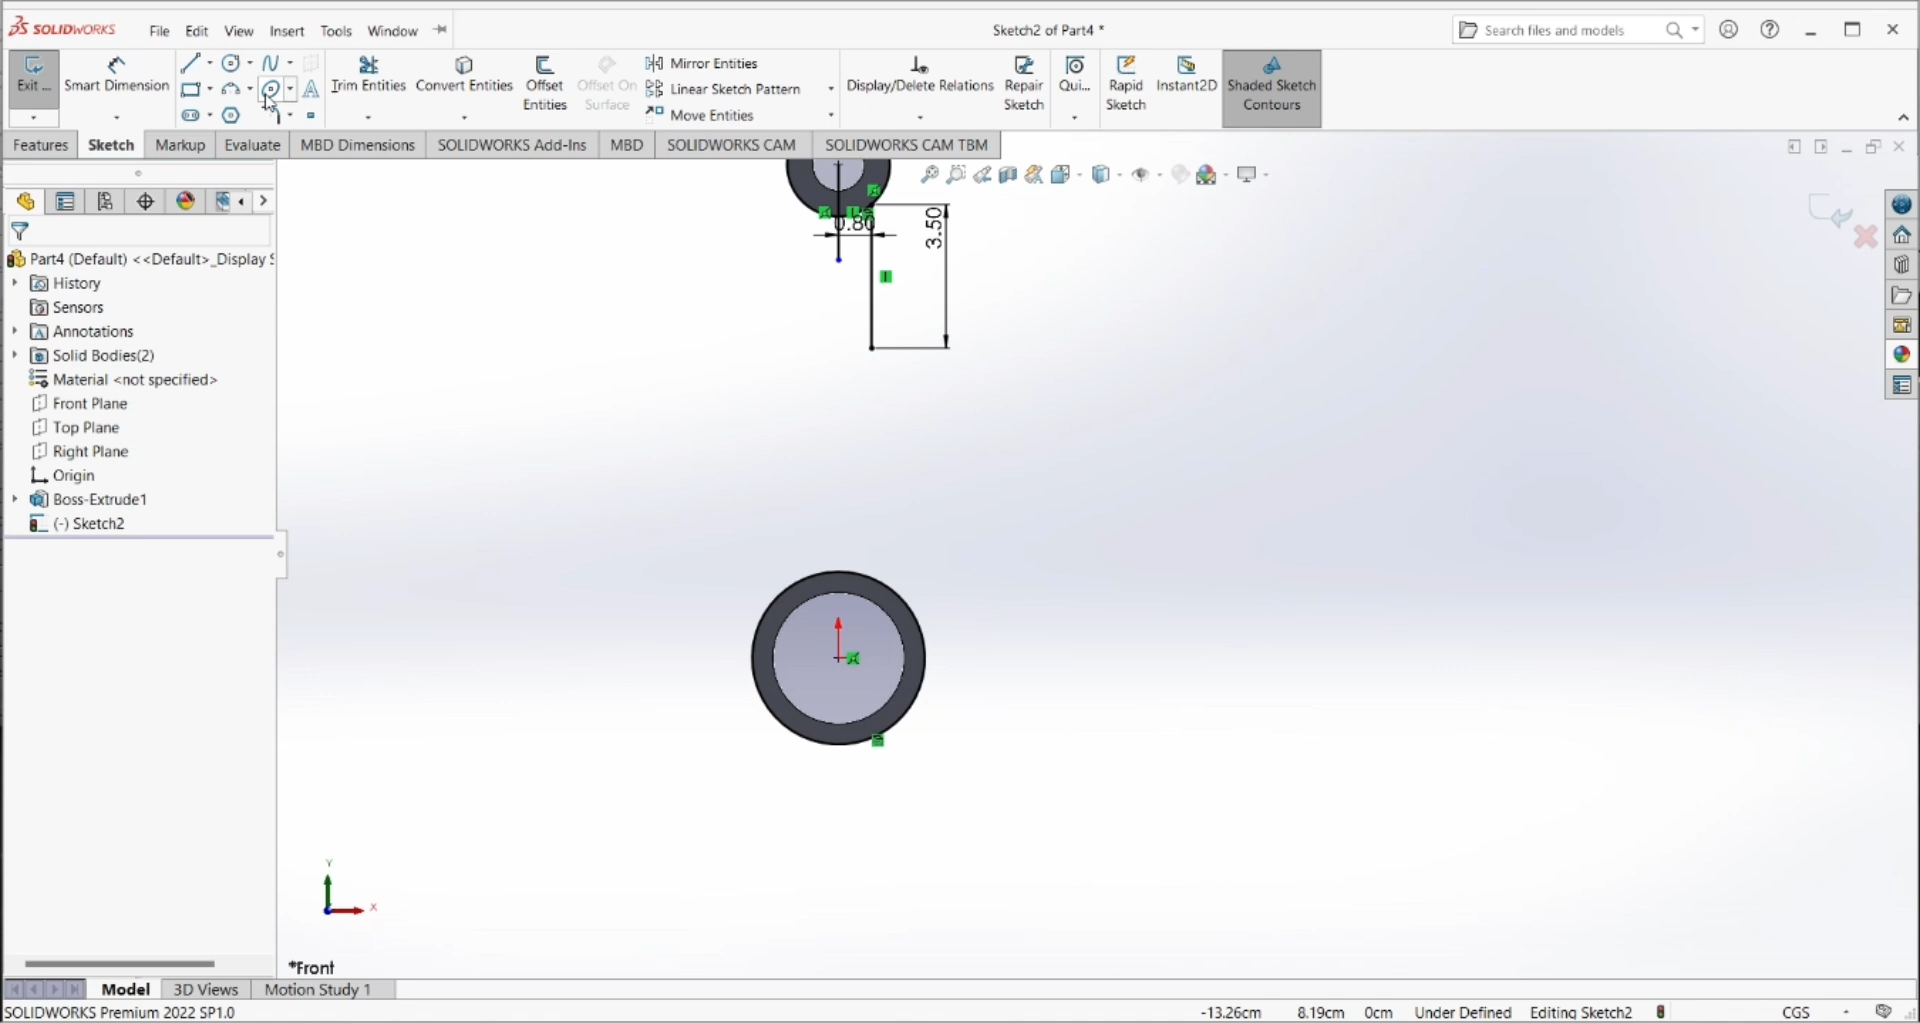 SOLIDWORKS File Edit View Insert Tools Window Sketch2 of Part4 * Search files and models
Exit ... Smart Dimension Trim Entities Convert Entities Offset Entities Offset On Surface Mirror Entities Linear Sketch Pattern Move Entities Display/Delete Relations Repair Sketch Qui... Rapid Sketch Instant2D Shaded Sketch Contours
Features Sketch Markup Evaluate MBD Dimensions SOLIDWORKS Add-Ins MBD SOLIDWORKS CAM SOLIDWORKS CAM TBM
Part4 (Default) <<Default>_Display S
History
Sensors
Annotations
Solid Bodies(2)
Material <not specified>
Front Plane
Top Plane
Right Plane
Origin
Boss-Extrude1
(-) Sketch2
0.80
3.50
Y
X
*Front
Model 3D Views Motion Study 1
SOLIDWORKS Premium 2022 SP1.0 -13.26cm 8.19cm 0cm Under Defined Editing Sketch2 CGS -